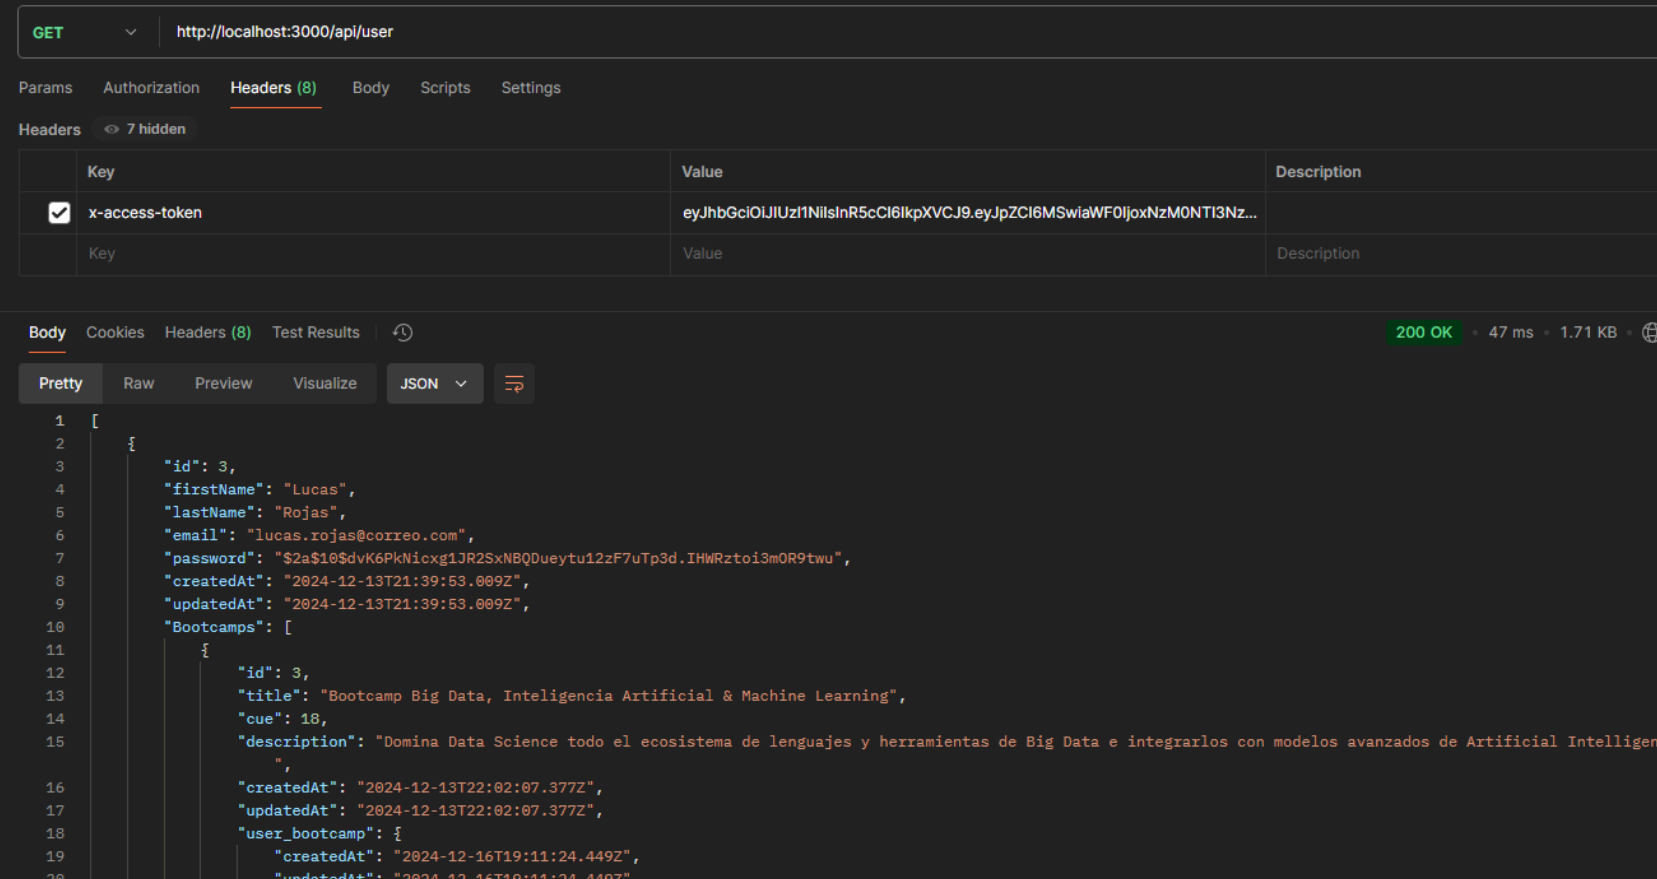 GET http://localhost:3000/api/user
Params Authorization Headers (8) Body Scripts Settings
Headers 7 hidden
Key Value Description
x-access-token eyJhbGciOiJIUzI1NiIsInR5cCI6IkpXVCJ9.eyJpZCI6MSwiaWF0IjoxNzM0NTI3Nz...
Key Value Description
Body Cookies Headers (8) Test Results 200 OK • 47 ms • 1.71 KB •
Pretty Raw Preview Visualize JSON
1 [
2 {
3 "id": 3,
4 "firstName": "Lucas",
5 "lastName": "Rojas",
6 "email": "lucas.rojas@correo.com",
7 "password": "$2a$10$dvK6PkNicxg1JR2SxNBQDueytu12zF7uTp3d.IHWRztoi3mOR9twu",
8 "createdAt": "2024-12-13T21:39:53.009Z",
9 "updatedAt": "2024-12-13T21:39:53.009Z",
10 "Bootcamps": [
11 {
12 "id": 3,
13 "title": "Bootcamp Big Data, Inteligencia Artificial & Machine Learning",
14 "cue": 18,
15 "description": "Domina Data Science todo el ecosistema de lenguajes y herramientas de Big Data e integrarlos con modelos avanzados de Artificial Intelligen
",
16 "createdAt": "2024-12-13T22:02:07.377Z",
17 "updatedAt": "2024-12-13T22:02:07.377Z",
18 "user_bootcamp": {
19 "createdAt": "2024-12-16T19:11:24.449Z",
20 "updatedAt": "2024-12-16T19:11:24.449Z"